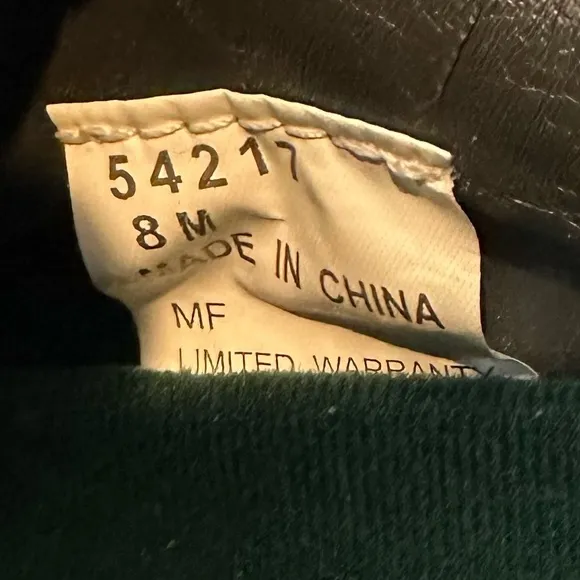 54217
8 M
MADE IN CHINA
MF
LIMITED WARRANTY